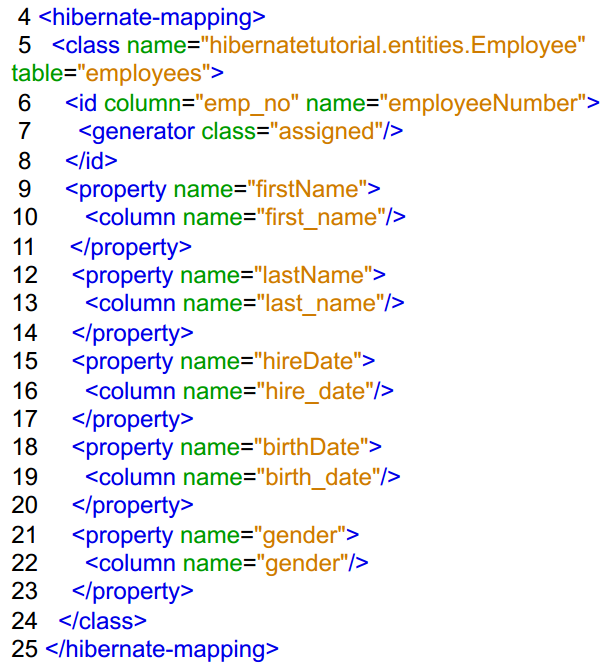 4 <hibernate-mapping>
5 <class name="hibernatetutorial.entities.Employee"
table="employees">
6 <id column="emp_no" name="employeeNumber">
7 <generator class="assigned"/>
8 </id>
9 <property name="firstName">
10 <column name="first_name"/>
11 </property>
12 <property name="lastName">
13 <column name="last_name"/>
14 </property>
15 <property name="hireDate">
16 <column name="hire_date"/>
17 </property>
18 <property name="birthDate">
19 <column name="birth_date"/>
20 </property>
21 <property name="gender">
22 <column name="gender"/>
23 </property>
24 </class>
25 </hibernate-mapping>